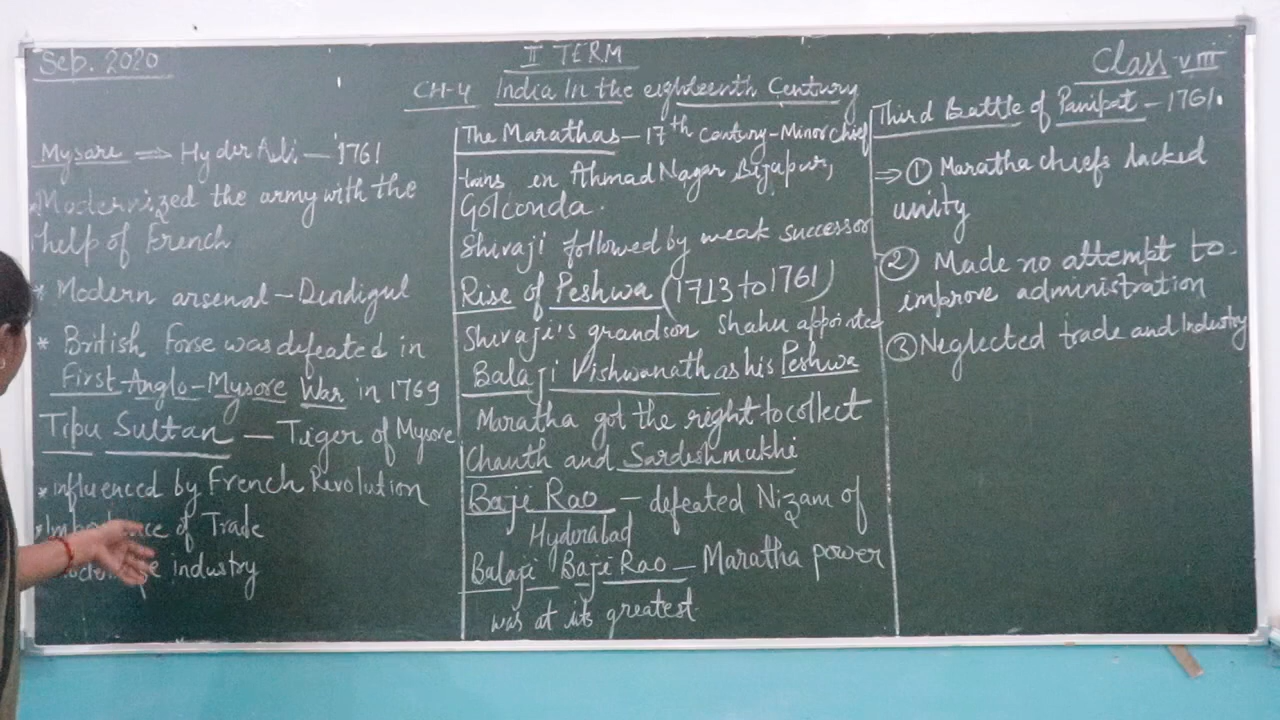 Sep. 2020
II TERM
Class VIII
CH-4 India In the eighteenth Century
Mysore ⇒ Hyder Ali — 1761
Modernized the army with the
help of French
* Modern arsenal – Dindigul
* British Forse was defeated in
First Anglo-Mysore War in 1769
Tipu Sultan — Tiger of Mysore
* influenced by French Revolution
of Trade
industry
The Marathas – 17th Century – Minor chief
tains in Ahmad Nagar, Bijapur,
Golconda.
Shivaji followed by weak successor
Rise of Peshwa (1713 to 1761)
Shivaji's grandson Shahu appointed
Balaji Vishwanath as his Peshwa
Maratha got the right to collect
Chauth and Sardeshmukhi
Baji Rao – defeated Nizam of
Hyderabad
Balaji Baji Rao – Maratha power
was at its greatest
Third Battle of Panipat – 1761.
⇒ ① Maratha chiefs lacked
unity
② Made no attempt to
improve administration
③ Neglected trade and Industry